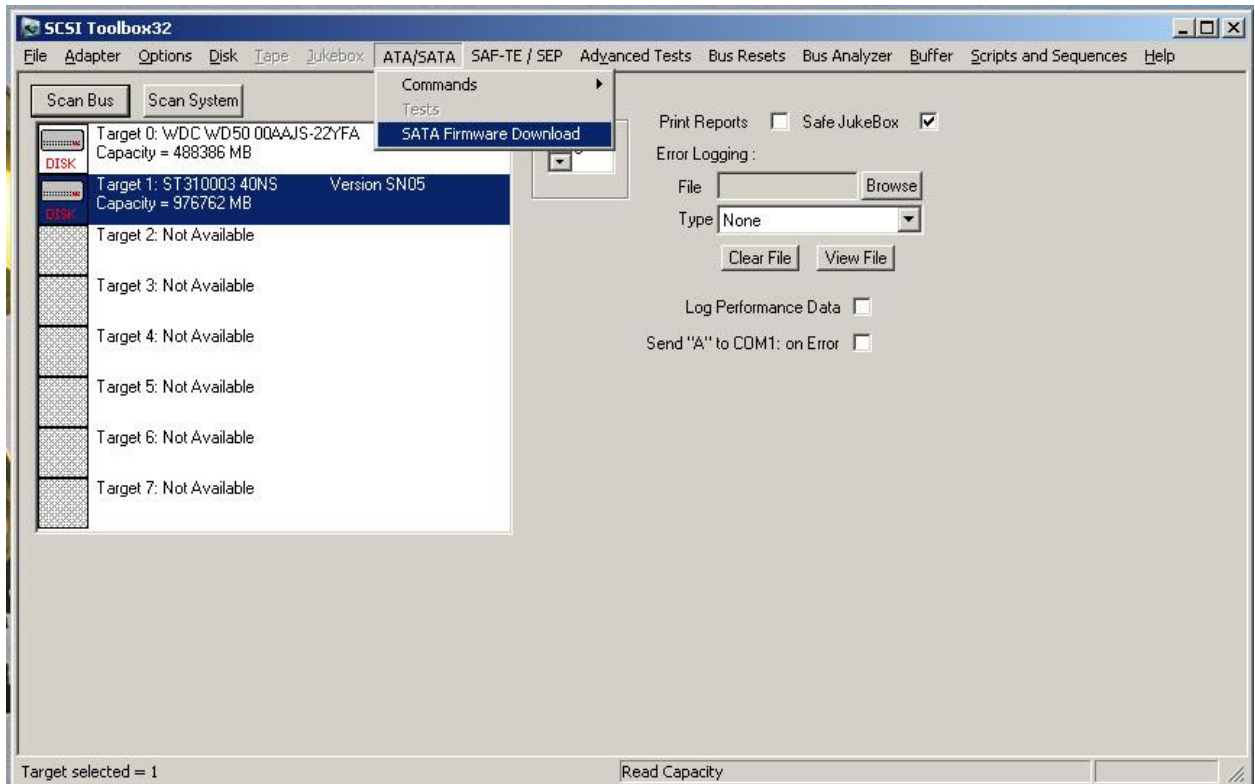 SCSI Toolbox32
File Adapter Options Disk Tape Jukebox ATA/SATA SAF-TE / SEP Advanced Tests Bus Resets Bus Analyzer Buffer Scripts and Sequences Help
Commands
Tests
SATA Firmware Download
Scan Bus Scan System
Target 0: WDC WD50 00AAJS-22YFA
Capacity = 488386 MB
DISK
Target 1: ST310003 40NS Version SN05
Capacity = 976762 MB
DISK
Target 2: Not Available
Target 3: Not Available
Target 4: Not Available
Target 5: Not Available
Target 6: Not Available
Target 7: Not Available
Print Reports Safe JukeBox
Error Logging :
File Browse
Type None
Clear File View File
Log Performance Data
Send "A" to COM1: on Error
Target selected = 1 Read Capacity